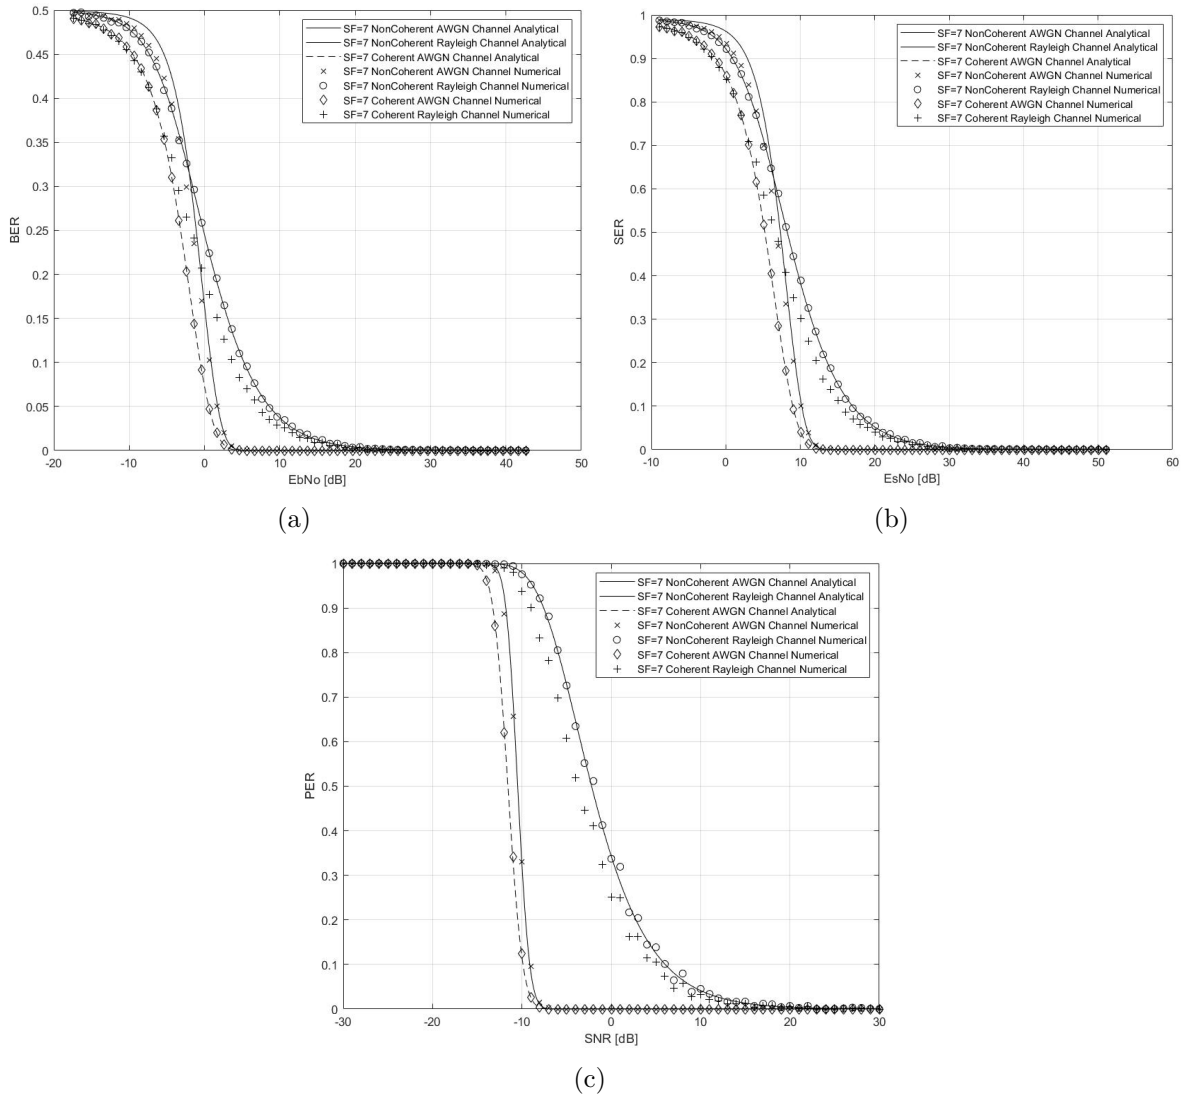 0.5
0.45
0.4
0.35
0.3
0.25
0.2
0.15
0.1
0.05
0
BER
-20
-10
0
10
20
30
40
50
EbNo [dB]
SF=7 NonCoherent AWGN Channel Analytical
SF=7 NonCoherent Rayleigh Channel Analytical
SF=7 Coherent AWGN Channel Analytical
SF=7 NonCoherent AWGN Channel Numerical
SF=7 NonCoherent Rayleigh Channel Numerical
SF=7 Coherent AWGN Channel Numerical
SF=7 Coherent Rayleigh Channel Numerical
(a)
1
0.9
0.8
0.7
0.6
0.5
0.4
0.3
0.2
0.1
0
SER
-10
0
10
20
30
40
50
60
EsNo [dB]
SF=7 NonCoherent AWGN Channel Analytical
SF=7 NonCoherent Rayleigh Channel Analytical
SF=7 Coherent AWGN Channel Analytical
SF=7 NonCoherent AWGN Channel Numerical
SF=7 NonCoherent Rayleigh Channel Numerical
SF=7 Coherent AWGN Channel Numerical
SF=7 Coherent Rayleigh Channel Numerical
(b)
1
0.9
0.8
0.7
0.6
0.5
0.4
0.3
0.2
0.1
0
PER
-30
-20
-10
0
10
20
30
SNR [dB]
SF=7 NonCoherent AWGN Channel Analytical
SF=7 NonCoherent Rayleigh Channel Analytical
SF=7 Coherent AWGN Channel Analytical
SF=7 NonCoherent AWGN Channel Numerical
SF=7 NonCoherent Rayleigh Channel Numerical
SF=7 Coherent AWGN Channel Numerical
SF=7 Coherent Rayleigh Channel Numerical
(c)